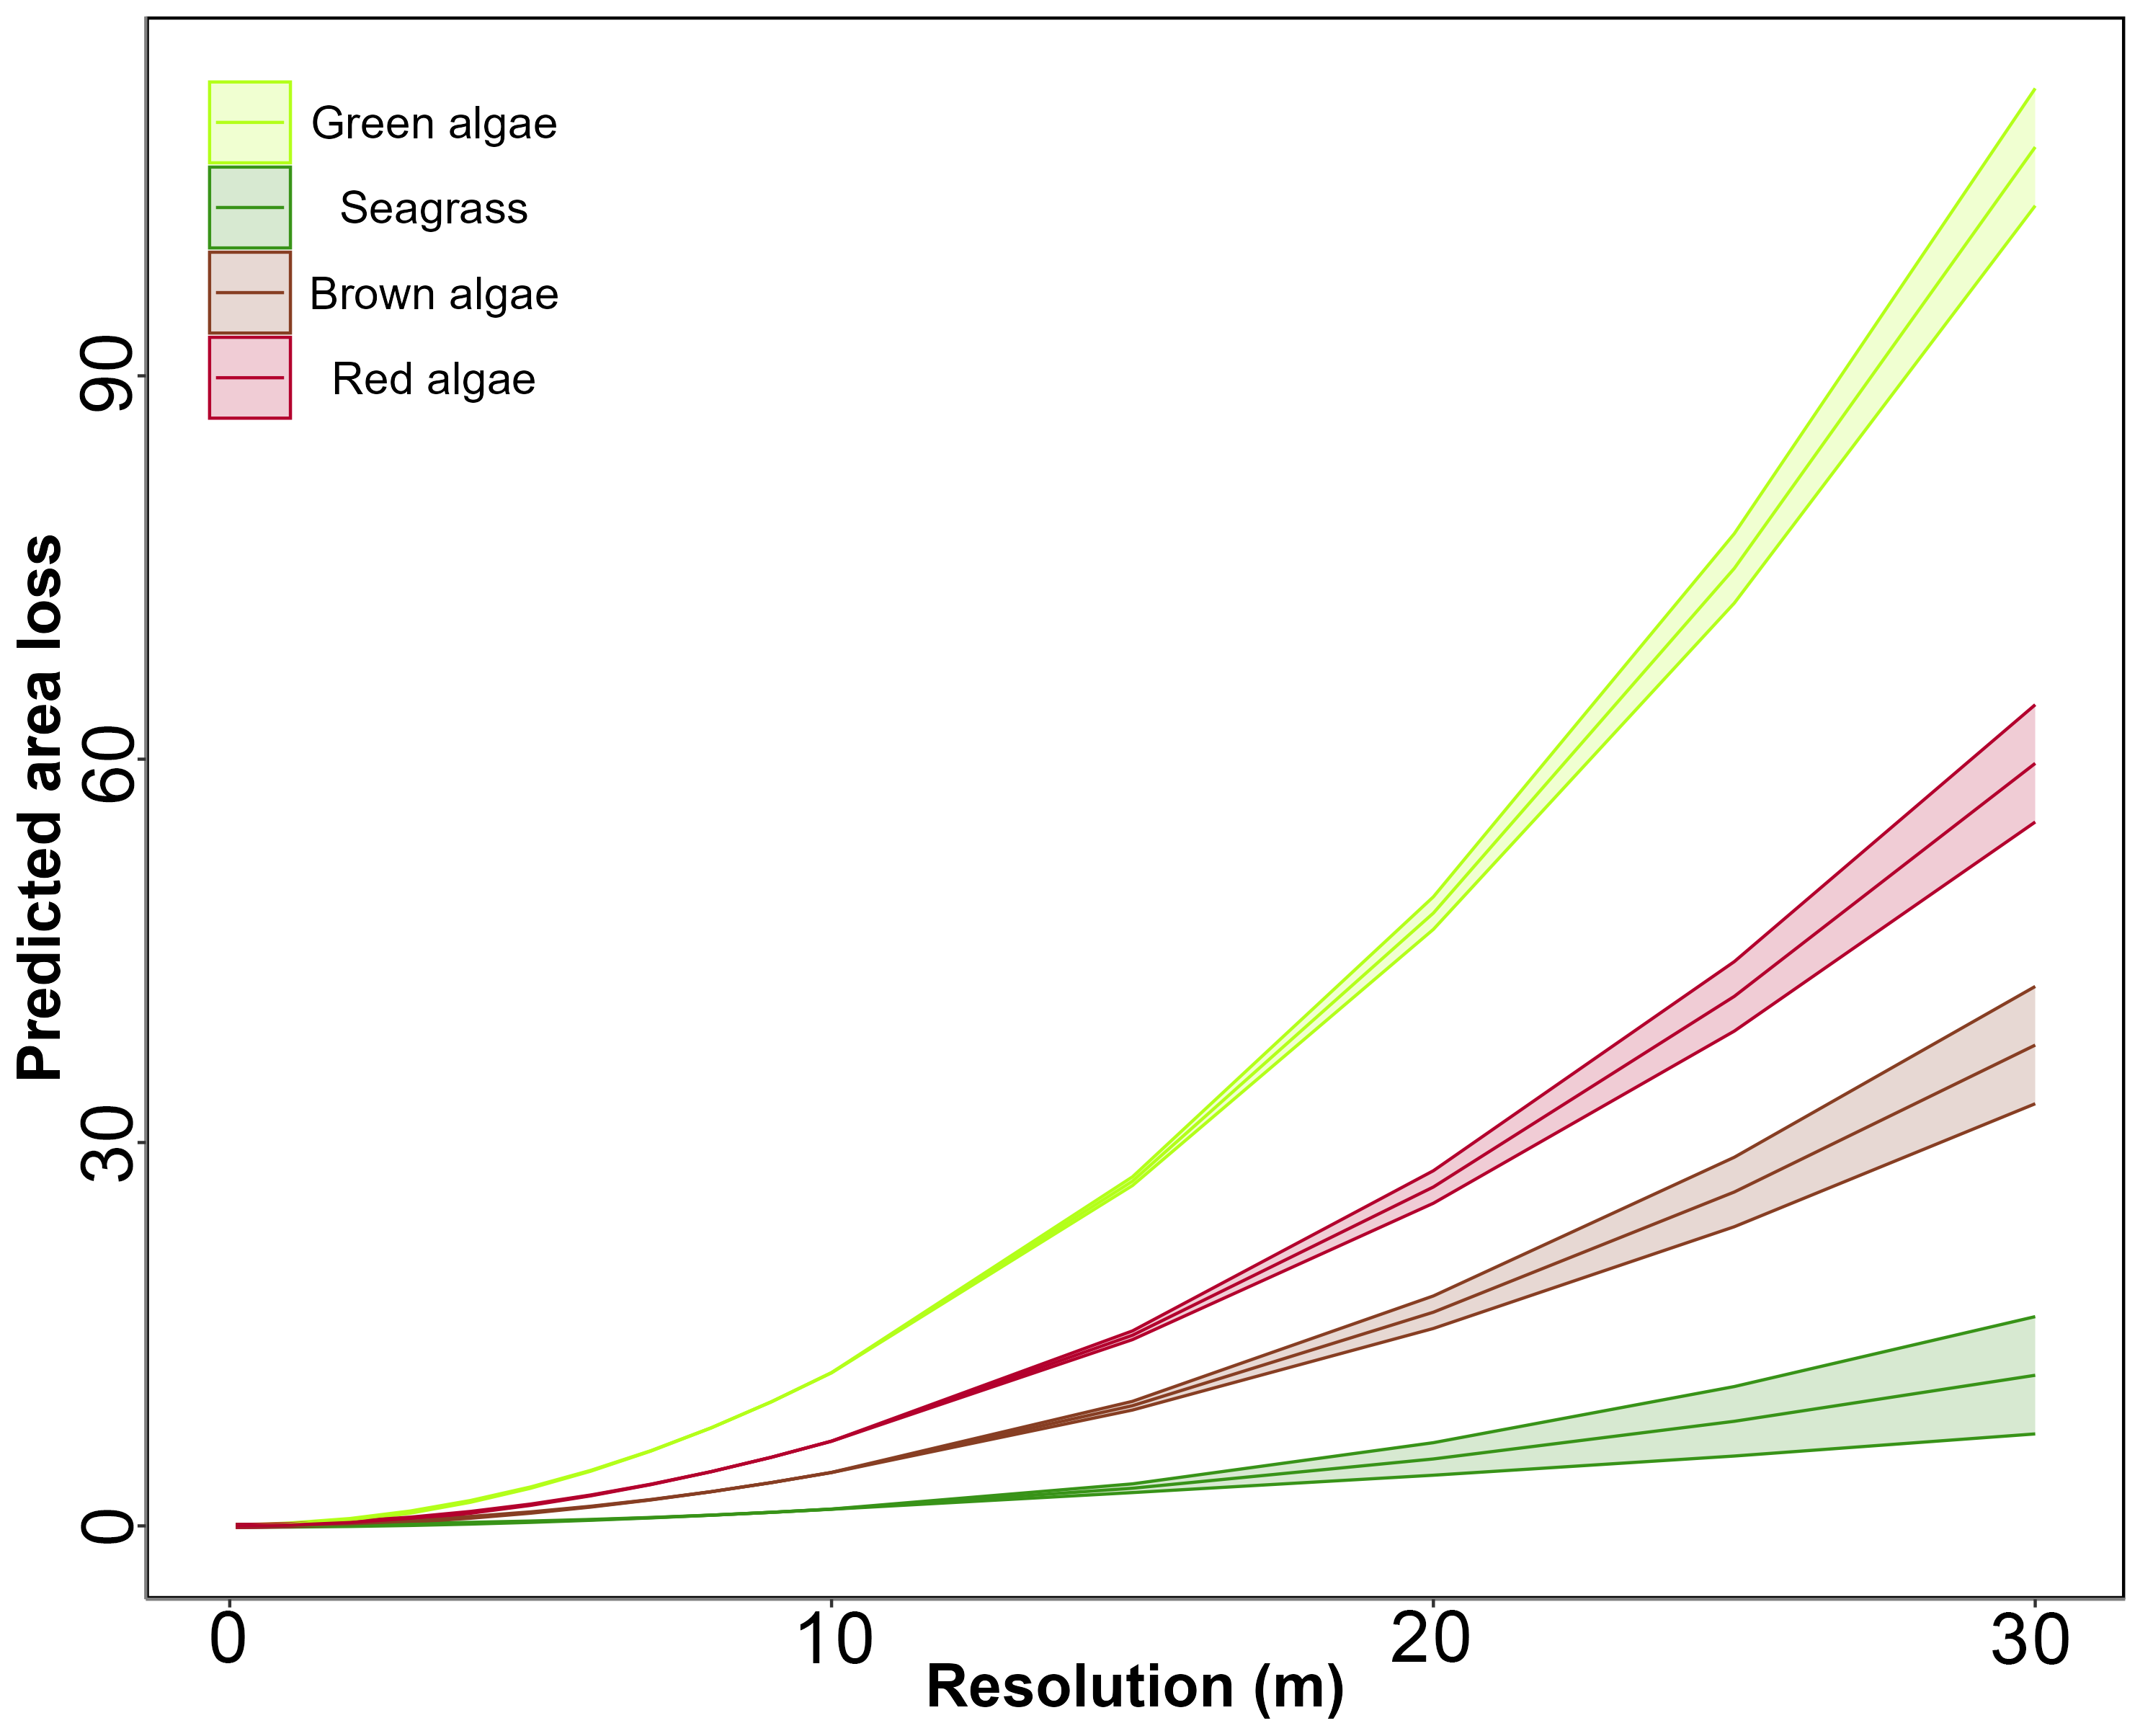 Green algae
Seagrass
Brown algae
Red algae
Predicted area loss
90
60
30
0
0 10 20 30
Resolution (m)